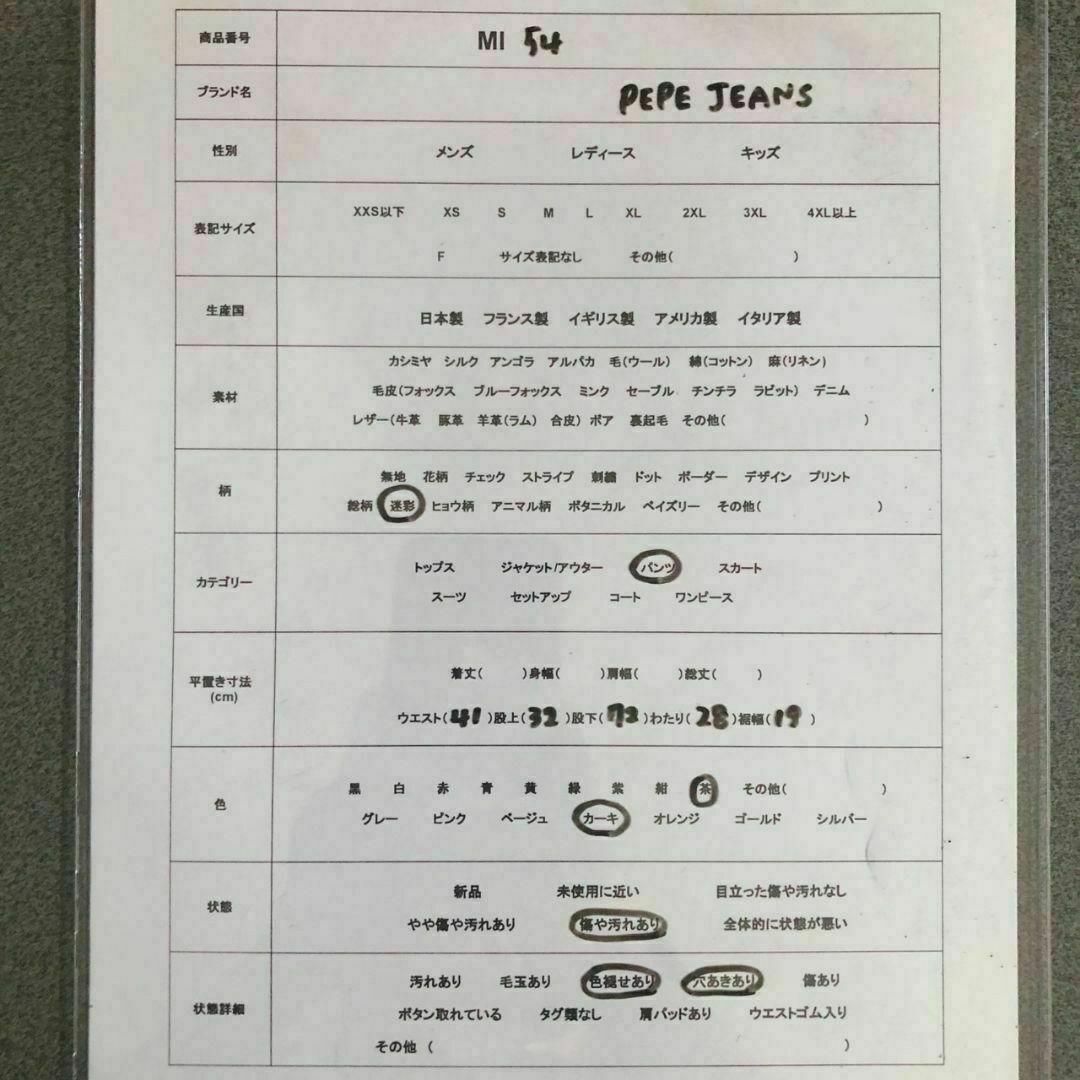 商品番号 MI 54
ブランド名 PEPE JEANS
性別 メンズ レディース キッズ
表記サイズ
XXS以下 XS S M L XL 2XL 3XL 4XL以上
F サイズ表記なし その他( )
生産国 日本製 フランス製 イギリス製 アメリカ製 イタリア製
素材
カシミヤ シルク アンゴラ アルパカ 毛(ウール) 綿(コットン) 麻(リネン)
毛皮(フォックス ブルーフォックス ミンク セーブル チンチラ ラビット) デニム
レザー(牛革 豚革 羊革(ラム) 合皮) ボア 裏起毛 その他( )
柄
無地 花柄 チェック ストライプ 刺繍 ドット ボーダー デザイン プリント
総柄 迷彩 ヒョウ柄 アニマル柄 ボタニカル ペイズリー その他( )
カテゴリー
トップス ジャケット/アウター パンツ スカート
スーツ セットアップ コート ワンピース
平置き寸法
(cm)
着丈( )身幅( )肩幅( )総丈( )
ウエスト(41)股上(32)股下(72)わたり(28)裾幅(19)
色
黒 白 赤 青 黄 緑 紫 紺 茶 その他( )
グレー ピンク ベージュ カーキ オレンジ ゴールド シルバー
状態
新品 未使用に近い 目立った傷や汚れなし
やや傷や汚れあり 傷や汚れあり 全体的に状態が悪い
状態詳細
汚れあり 毛玉あり 色褪せあり 穴あきあり 傷あり
ボタン取れている タグ類なし 肩パッドあり ウエストゴム入り
その他 ( )